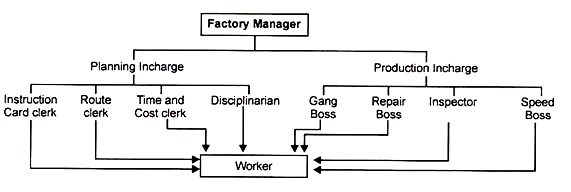 Factory Manager
Planning Incharge
Production Incharge
Instruction
Card clerk
Route
clerk
Time and
Cost clerk
Disciplinarian
Gang
Boss
Repair
Boss
Inspector
Speed
Boss
Worker